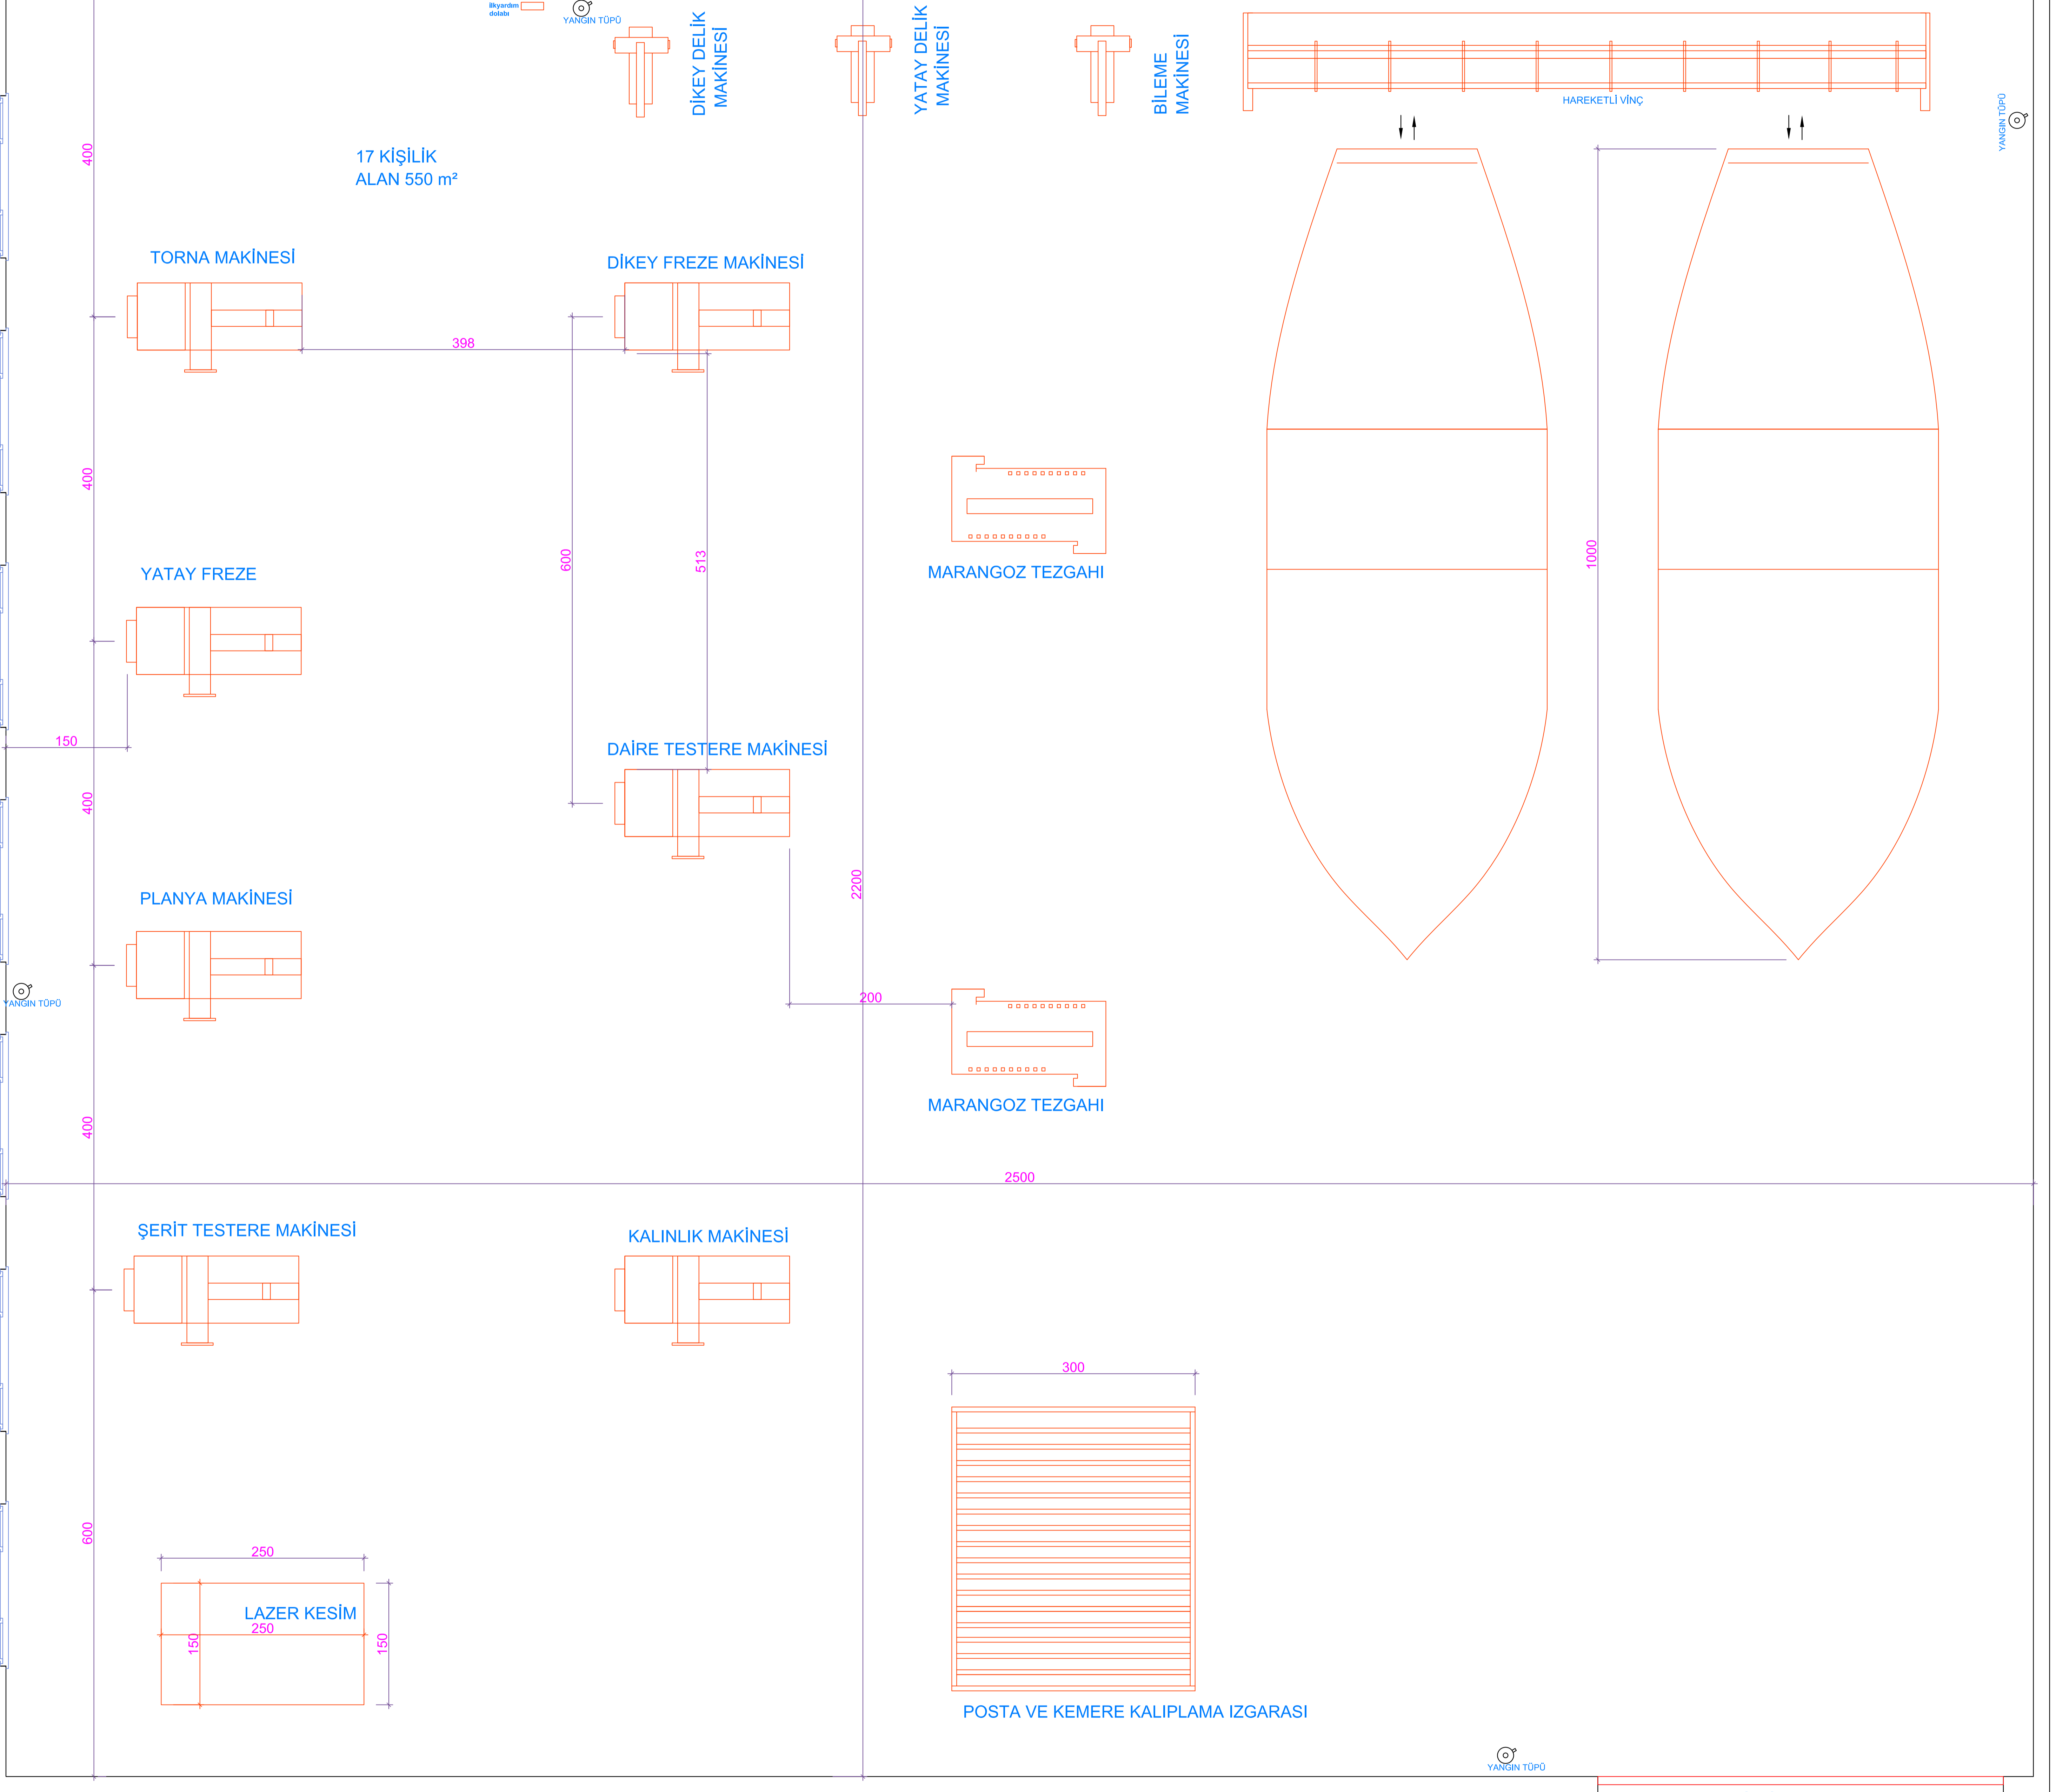 ilkyardım
dolabı
YANGIN TÜPÜ
DİKEY DELİK
MAKİNESİ
YATAY DELİK
MAKİNESİ
BİLEME
MAKİNESİ
HAREKETLİ VİNÇ
YANGIN TÜPÜ
400
17 KİŞİLİK
ALAN 550 m²
TORNA MAKİNESİ
DİKEY FREZE MAKİNESİ
398
400
600
513
1000
MARANGOZ TEZGAHI
YATAY FREZE
150
DAİRE TESTERE MAKİNESİ
400
2200
PLANYA MAKİNESİ
YANGIN TÜPÜ
200
400
MARANGOZ TEZGAHI
2500
ŞERİT TESTERE MAKİNESİ
KALINLIK MAKİNESİ
300
600
250
LAZER KESİM
250
150
150
POSTA VE KEMERE KALIPLAMA IZGARASI
YANGIN TÜPÜ